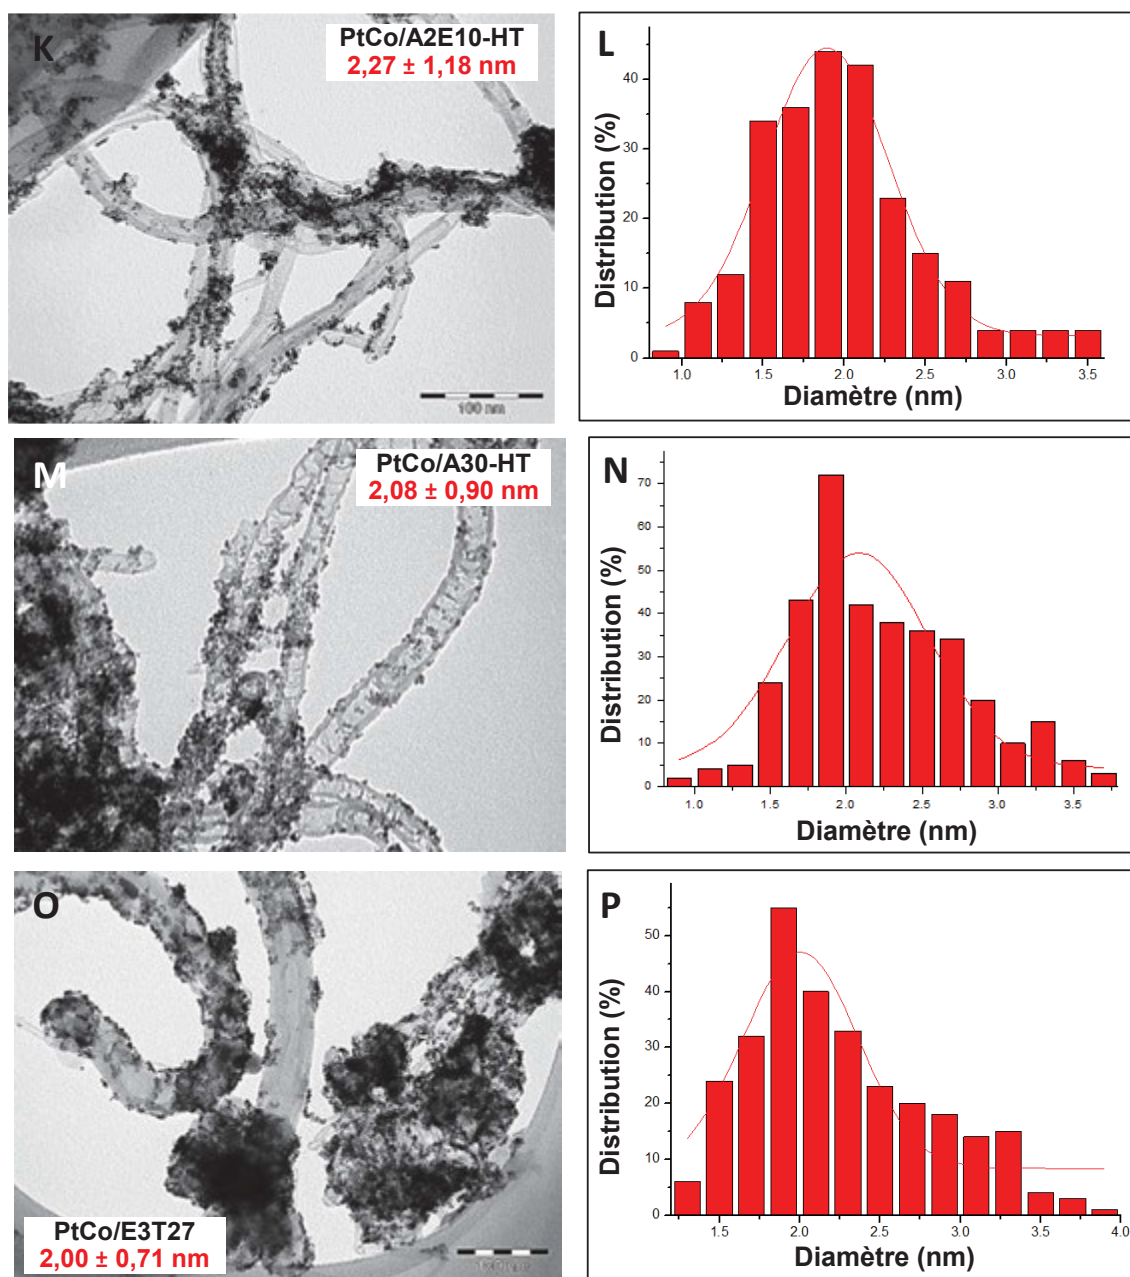 K
PtCo/A2E10-HT
2,27 ± 1,18 nm
100 nm
L
Distribution (%)
40
30
20
10
0
1.0 1.5 2.0 2.5 3.0 3.5
Diamètre (nm)
M
PtCo/A30-HT
2,08 ± 0,90 nm
N
Distribution (%)
70
60
50
40
30
20
10
0
1.0 1.5 2.0 2.5 3.0 3.5
Diamètre (nm)
O
PtCo/E3T27
2,00 ± 0,71 nm
P
Distribution (%)
50
40
30
20
10
0
1.5 2.0 2.5 3.0 3.5 4.0
Diamètre (nm)